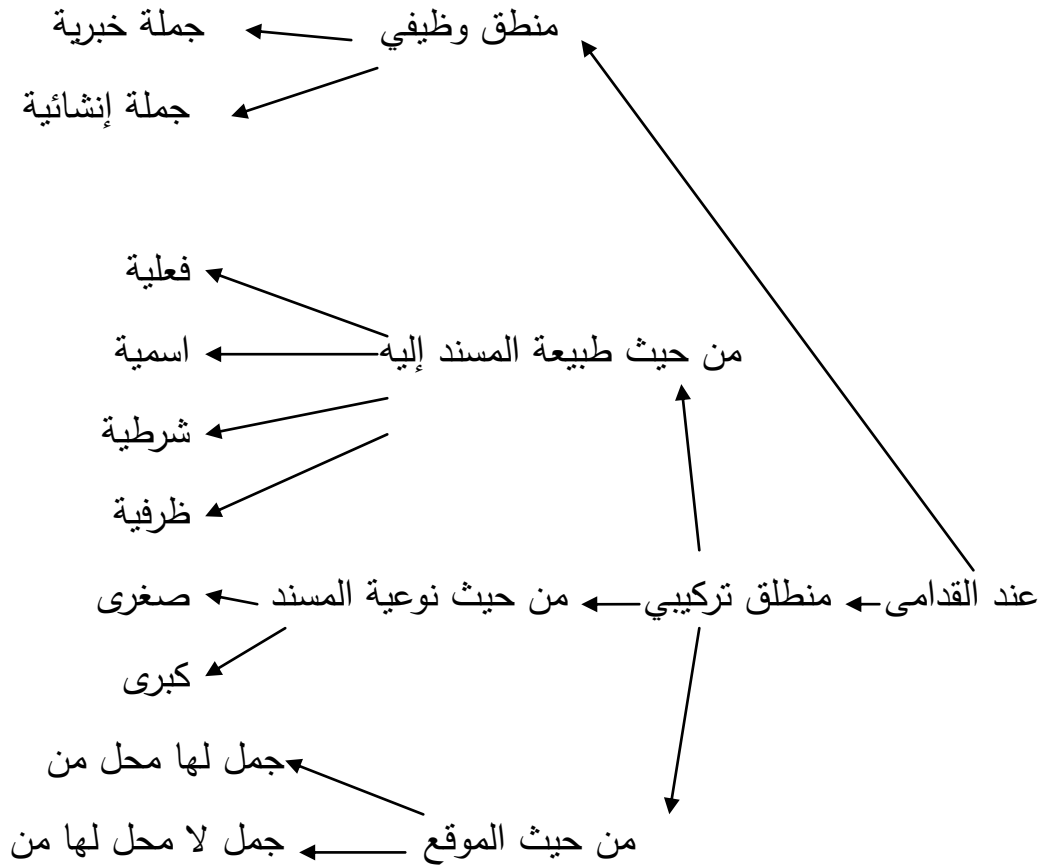 منطق وظيفي جملة خبرية
جملة إنشائية
فعلية
من حيث طبيعة المسند إليه اسمية
شرطية
ظرفية
عند القدامى منطلق تركيبي من حيث نوعية المسند صغرى
كبرى
جمل لها محل من
من حيث الموقع جمل لا محل لها من